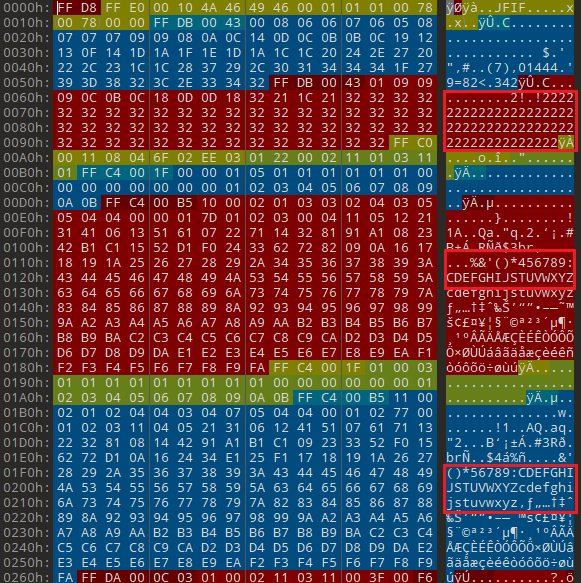 0000h: FF D8 FF E0 00 10 4A 46 49 46 00 01 01 01 00 78 ÿØÿà..JFIF.....x
0010h: 00 78 00 00 FF DB 00 43 00 08 06 06 07 06 05 08 .x..ÿÛ.C........
0020h: 07 07 07 09 09 08 0A 0C 14 0D 0C 0B 0B 0C 19 12 ................
0030h: 13 0F 14 1D 1A 1F 1E 1D 1A 1C 1C 20 24 2E 27 20 ........... $.'
0040h: 22 2C 23 1C 1C 28 37 29 2C 30 31 34 34 34 1F 27 ",#..(7),01444.'
0050h: 39 3D 38 32 3C 2E 33 34 32 FF DB 00 43 01 09 09 9=82<.342ÿÛ.C...
0060h: 09 0C 0B 0C 18 0D 0D 18 32 21 1C 21 32 32 32 32 ........2!.!2222
0070h: 32 32 32 32 32 32 32 32 32 32 32 32 32 32 32 32 2222222222222222
0080h: 32 32 32 32 32 32 32 32 32 32 32 32 32 32 32 32 2222222222222222
0090h: 32 32 32 32 32 32 32 32 32 32 32 32 32 32 FF C0 22222222222222ÿÀ
00A0h: 00 11 08 04 6F 02 EE 03 01 22 00 02 11 01 03 11 ....o.î.."......
00B0h: 01 FF C4 00 1F 00 00 01 05 01 01 01 01 01 01 00 .ÿÄ.............
00C0h: 00 00 00 00 00 00 00 01 02 03 04 05 06 07 08 09 ................
00D0h: 0A 0B FF C4 00 B5 10 00 02 01 03 03 02 04 03 05 ..ÿÄ.µ..........
00E0h: 05 04 04 00 00 01 7D 01 02 03 00 04 11 05 12 21 ......}........!
00F0h: 31 41 06 13 51 61 07 22 71 14 32 81 91 A1 08 23 1A..Qa."q.2.‘¡.#
0100h: 42 B1 C1 15 52 D1 F0 24 33 62 72 82 09 0A 16 17 B±Á.RÑð$3br‚....
0110h: 18 19 1A 25 26 27 28 29 2A 34 35 36 37 38 39 3A ...%&'()*456789:
0120h: 43 44 45 46 47 48 49 4A 53 54 55 56 57 58 59 5A CDEFGHIJSTUVWXYZ
0130h: 63 64 65 66 67 68 69 6A 73 74 75 76 77 78 79 7A cdefghijstuvwxyz
0140h: 83 84 85 86 87 88 89 8A 92 93 94 95 96 97 98 99 ƒ„…†‡ˆ‰Š’“”•–—˜™
0150h: 9A A2 A3 A4 A5 A6 A7 A8 A9 AA B2 B3 B4 B5 B6 B7 š¢£¤¥¦§¨©ª²³´µ¶·
0160h: B8 B9 BA C2 C3 C4 C5 C6 C7 C8 C9 CA D2 D3 D4 D5 ¸¹ºÂÃÄÅÆÇÈÉÊÒÓÔÕ
0170h: D6 D7 D8 D9 DA E1 E2 E3 E4 E5 E6 E7 E8 E9 EA F1 Ö×ØÙÚáâãäåæçèéêñ
0180h: F2 F3 F4 F5 F6 F7 F8 F9 FA FF C4 00 1F 01 00 03 òóôõö÷øùúÿÄ.....
0190h: 01 01 01 01 01 01 01 01 01 00 00 00 00 00 00 01 ................
01A0h: 02 03 04 05 06 07 08 09 0A 0B FF C4 00 B5 11 00 ..........ÿÄ.µ..
01B0h: 02 01 02 04 04 03 04 07 05 04 04 00 01 02 77 00 ..............w.
01C0h: 01 02 03 11 04 05 21 31 06 12 41 51 07 61 71 13 ......!1..AQ.aq.
01D0h: 22 32 81 08 14 42 91 A1 B1 C1 09 23 33 52 F0 15 "2...B‘¡±Á.#3Rð.
01E0h: 62 72 D1 0A 16 24 34 E1 25 F1 17 18 19 1A 26 27 brÑ..$4á%ñ....&'
01F0h: 28 29 2A 35 36 37 38 39 3A 43 44 45 46 47 48 49 ()*56789:CDEFGHI
0200h: 4A 53 54 55 56 57 58 59 5A 63 64 65 66 67 68 69 JSTUVWXYZcdefghi
0210h: 6A 73 74 75 76 77 78 79 7A 82 83 84 85 86 87 88 jstuvwxyz‚ƒ„…†‡ˆ
0220h: 89 8A 92 93 94 95 96 97 98 99 9A A2 A3 A4 A5 A6 ‰Š’“”•–—˜™š¢£¤¥¦
0230h: A7 A8 A9 AA B2 B3 B4 B5 B6 B7 B8 B9 BA C2 C3 C4 §¨©ª²³´µ¶·¸¹ºÂÃÄ
0240h: C5 C6 C7 C8 C9 CA D2 D3 D4 D5 D6 D7 D8 D9 DA E2 ÅÆÇÈÉÊÒÓÔÕÖ×ØÙÚâ
0250h: E3 E4 E5 E6 E7 E8 E9 EA F2 F3 F4 F5 F6 F7 F8 F9 ãäåæçèéêòóôõö÷øù
0260h: FA FF DA 00 0C 03 01 00 02 11 03 11 00 3F 00 F6 úÿÚ..........?.ö